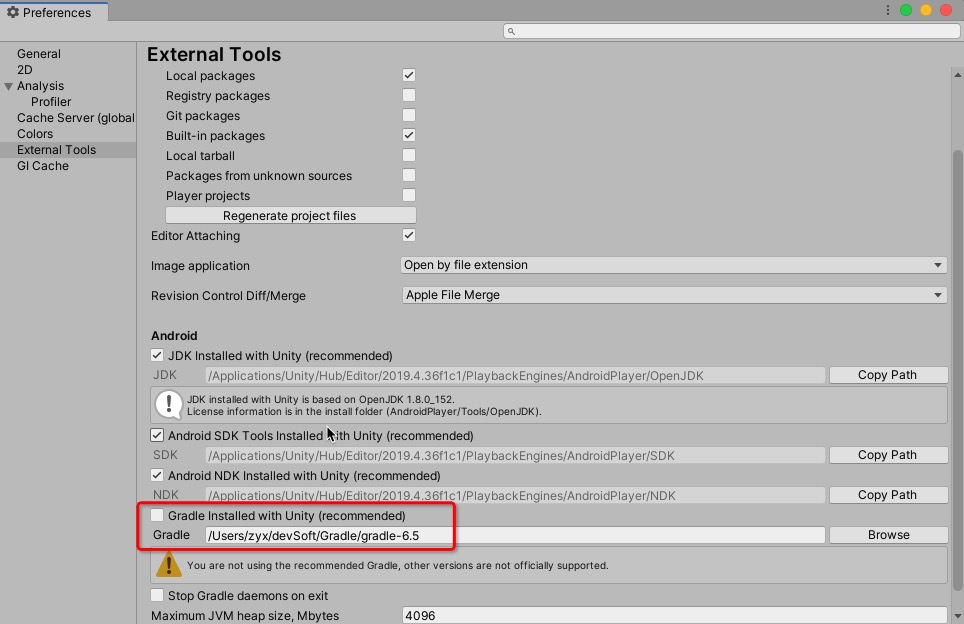 Preferences
General
2D
Analysis
Profiler
Cache Server (global
Colors
External Tools
GI Cache
External Tools
Local packages
Registry packages
Git packages
Built-in packages
Local tarball
Packages from unknown sources
Player projects
Regenerate project files
Editor Attaching
Image application Open by file extension
Revision Control Diff/Merge Apple File Merge
Android
JDK Installed with Unity (recommended)
JDK /Applications/Unity/Hub/Editor/2019.4.36f1c1/PlaybackEngines/AndroidPlayer/OpenJDK Copy Path
JDK installed with Unity is based on OpenJDK 1.8.0_152.
License information is in the install folder (AndroidPlayer/Tools/OpenJDK).
Android SDK Tools Installed with Unity (recommended)
SDK /Applications/Unity/Hub/Editor/2019.4.36f1c1/PlaybackEngines/AndroidPlayer/SDK Copy Path
Android NDK Installed with Unity (recommended)
NDK /Applications/Unity/Hub/Editor/2019.4.36f1c1/PlaybackEngines/AndroidPlayer/NDK Copy Path
Gradle Installed with Unity (recommended)
Gradle /Users/zyx/devSoft/Gradle/gradle-6.5 Browse
You are not using the recommended Gradle, other versions are not officially supported.
Stop Gradle daemons on exit
Maximum JVM heap size, Mbytes 4096